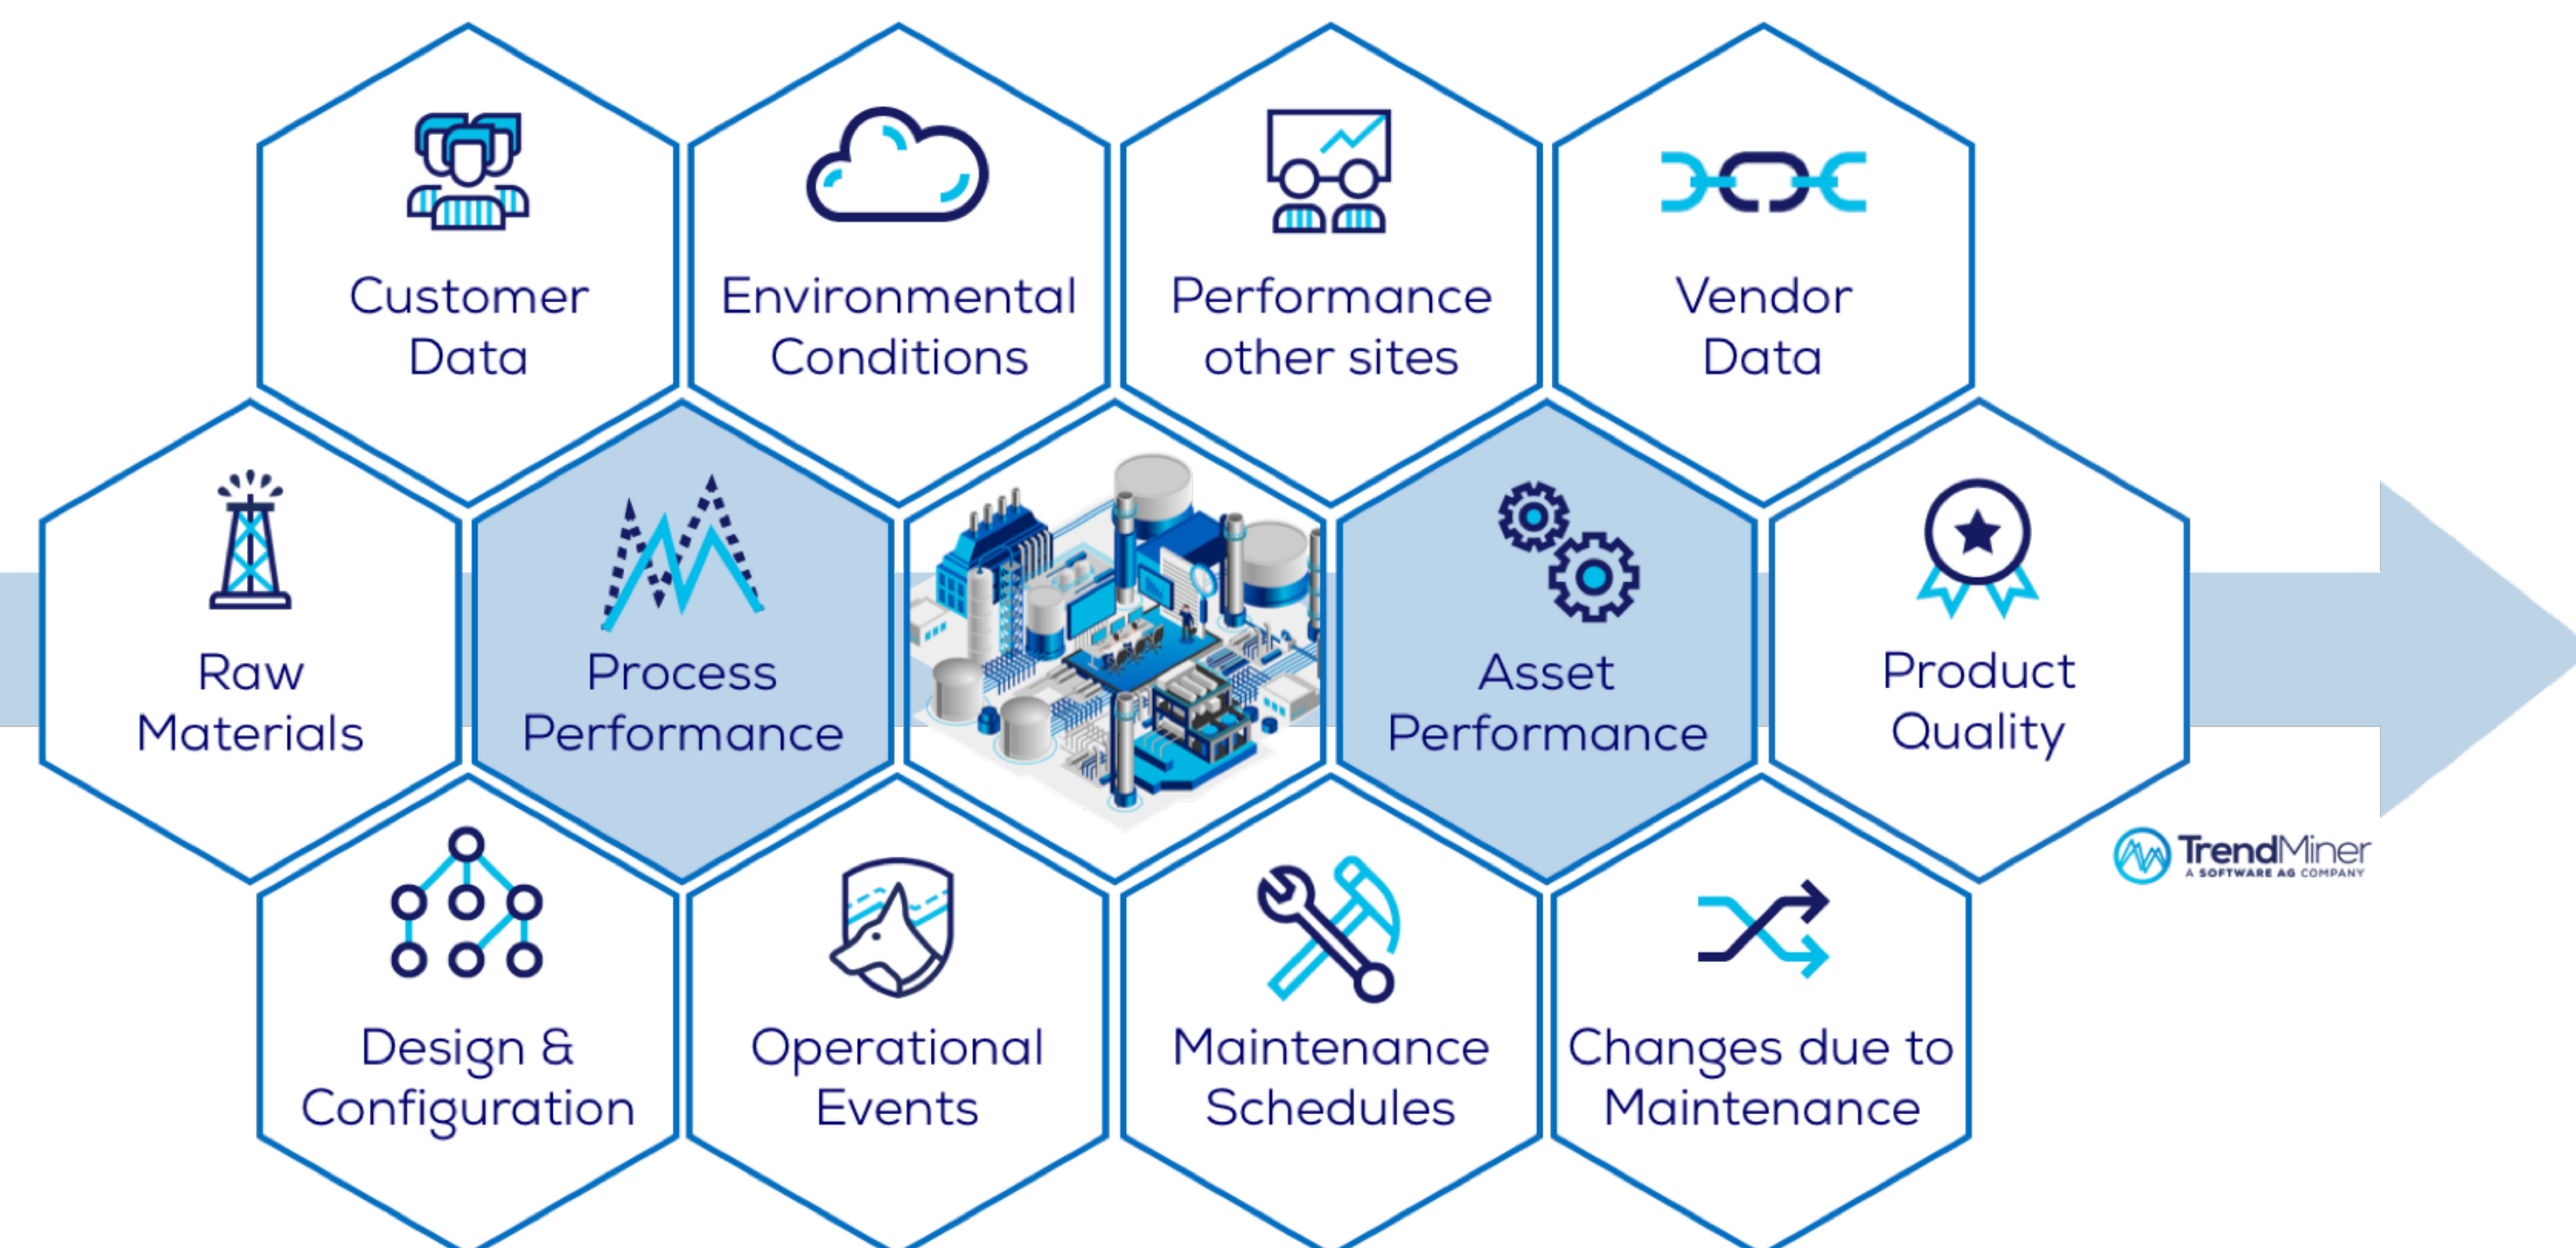 Customer
Data
Environmental
Conditions
Performance
other sites
Vendor
Data
Raw
Materials
Process
Performance
Asset
Performance
Product
Quality
TrendMiner
A SOFTWARE AG COMPANY
Design &
Configuration
Operational
Events
Maintenance
Schedules
Changes due to
Maintenance